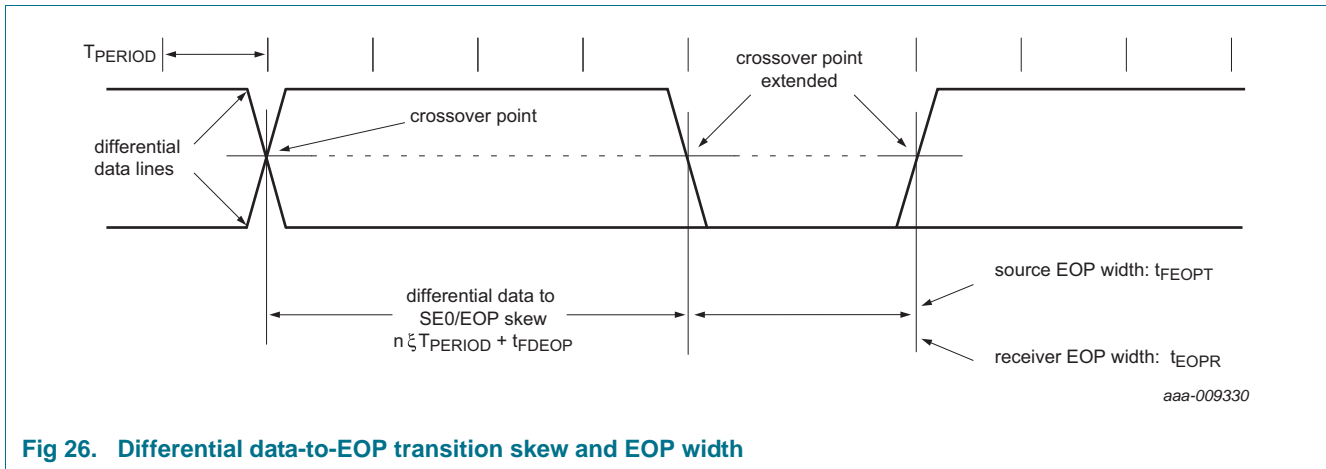 TPERIOD
crossover point
extended
crossover point
differential
data lines
source EOP width: tFEOPT
differential data to
SE0/EOP skew
n ξ TPERIOD + tFDEOP
receiver EOP width: tEOPR
aaa-009330
Fig 26. Differential data-to-EOP transition skew and EOP width